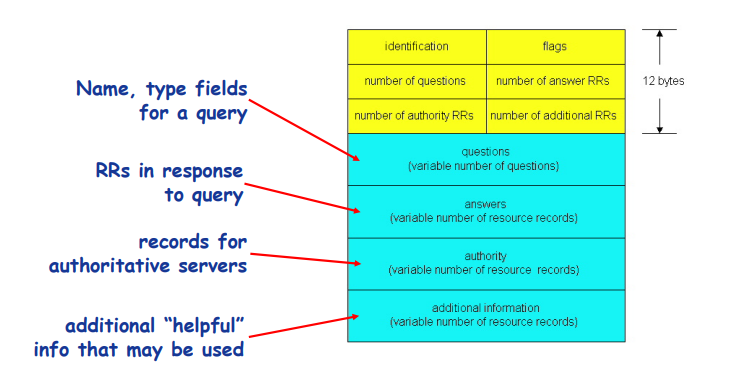 identification
flags
number of questions
number of answer RRs
12 bytes
number of authority RRs
number of additional RRs
Name, type fields
for a query
questions
(variable number of questions)
RRs in response
to query
answers
(variable number of resource records)
records for
authoritative servers
authority
(variable number of resource records)
additional “helpful”
info that may be used
additional information
(variable number of resource records)